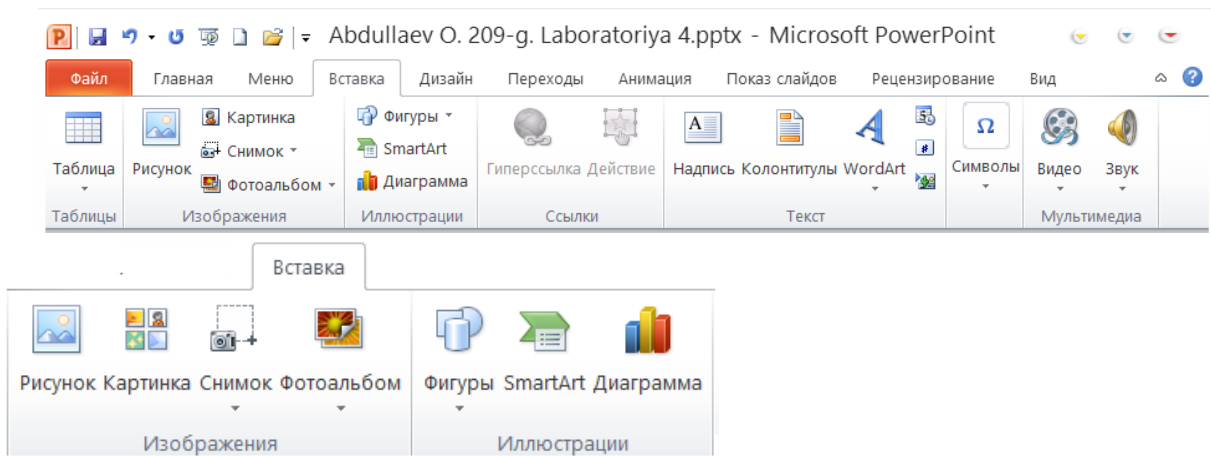 Abdullaev O. 209-g. Laboratoriya 4.pptx - Microsoft PowerPoint
Файл Главная Меню Вставка Дизайн Переходы Анимация Показ слайдов Рецензирование Вид
Таблица
Рисунок
Картинка
Снимок
Фотоальбом
Фигуры
SmartArt
Диаграмма
Гиперссылка Действие
Надпись Колонтитулы WordArt
Символы
Видео Звук
Таблицы Изображения Иллюстрации Ссылки Текст Мультимедиа
Вставка
Рисунок Картинка Снимок Фотоальбом Фигуры SmartArt Диаграмма
Изображения Иллюстрации